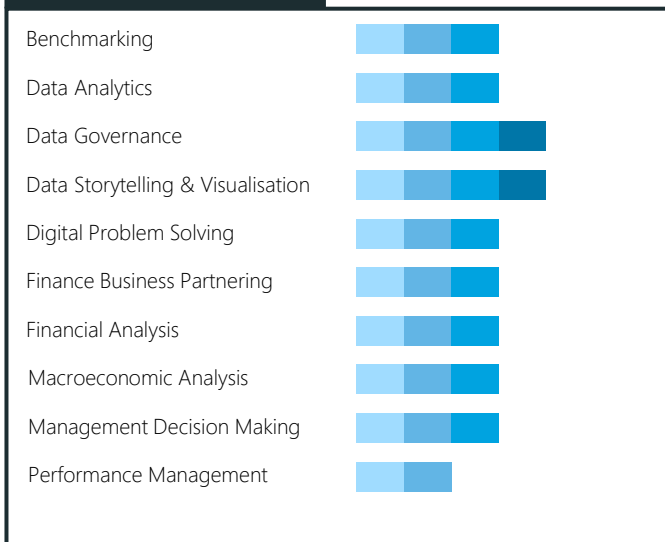 Benchmarking
Data Analytics
Data Governance
Data Storytelling & Visualisation
Digital Problem Solving
Finance Business Partnering
Financial Analysis
Macroeconomic Analysis
Management Decision Making
Performance Management